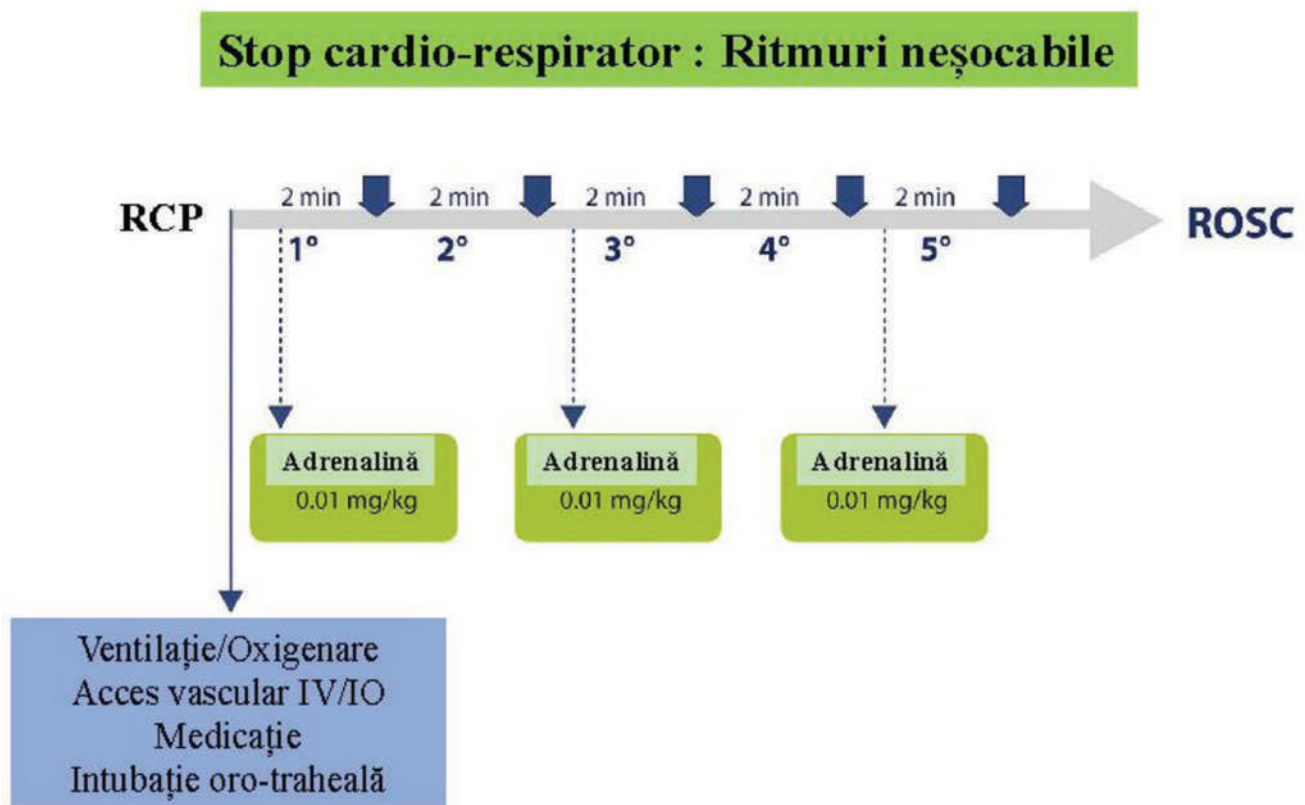 Stop cardio-respirator : Ritmuri neșocabile
2 min 2 min 2 min 2 min 2 min
RCP
ROSC
1° 2° 3° 4° 5°
Adrenalină
0.01 mg/kg
Adrenalină
0.01 mg/kg
Adrenalină
0.01 mg/kg
Ventilație/Oxigenare
Acces vascular IV/IO
Medicație
Intubație oro-traheală